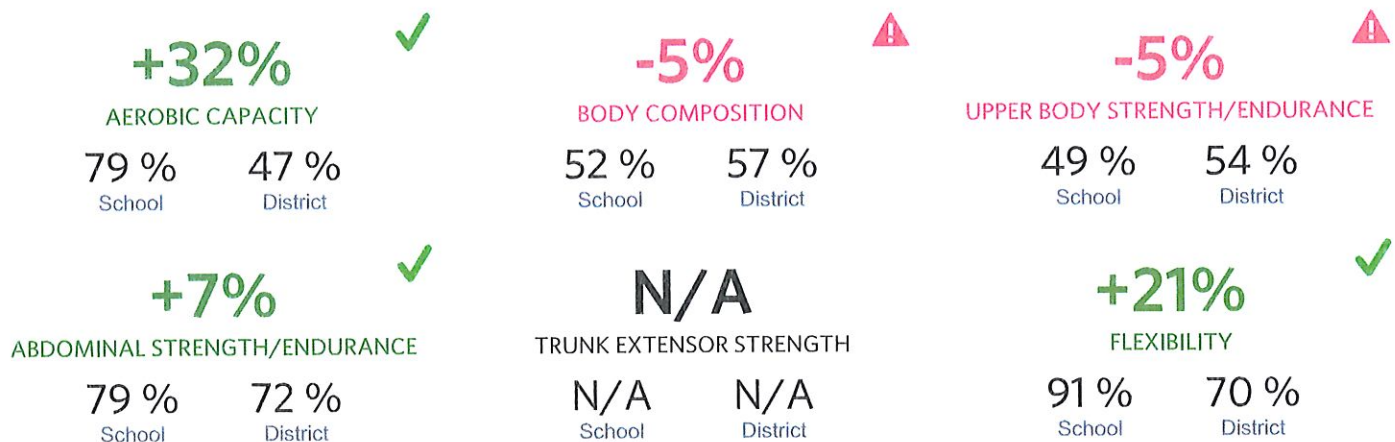 +32%
AEROBIC CAPACITY
79 % 47 %
School District
-5%
BODY COMPOSITION
52 % 57 %
School District
-5%
UPPER BODY STRENGTH/ENDURANCE
49 % 54 %
School District
+7%
ABDOMINAL STRENGTH/ENDURANCE
79 % 72 %
School District
N/A
TRUNK EXTENSOR STRENGTH
N/A N/A
School District
+21%
FLEXIBILITY
91 % 70 %
School District